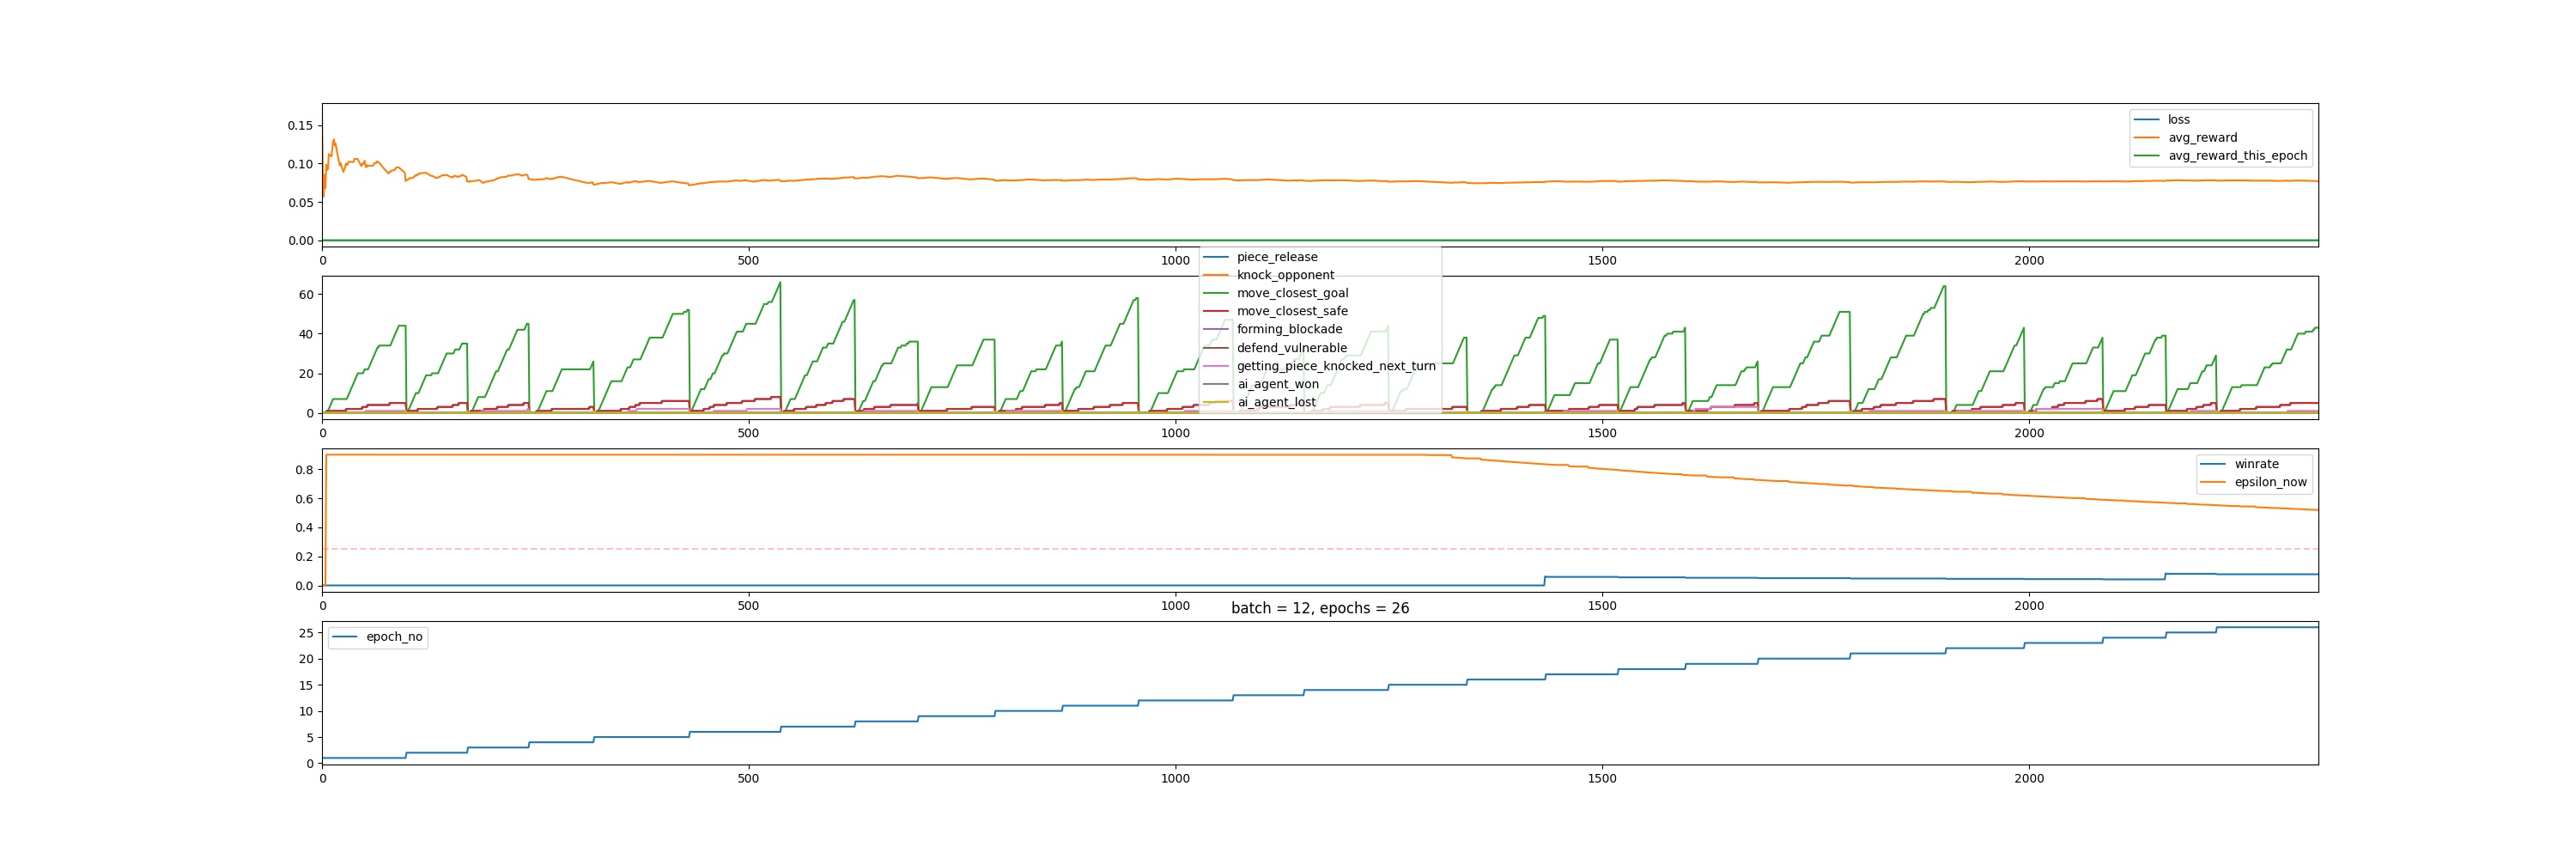 0.15
0.10
0.05
0.00
loss
avg_reward
avg_reward_this_epoch
0 500 1000 1500 2000
60
40
20
0
piece_release
knock_opponent
move_closest_goal
move_closest_safe
forming_blockade
defend_vulnerable
getting_piece_knocked_next_turn
ai_agent_won
ai_agent_lost
0 500 1000 1500 2000
0.8
0.6
0.4
0.2
0.0
winrate
epsilon_now
0 500 1000 1500 2000
batch = 12, epochs = 26
25
20
15
10
5
0
epoch_no
0 500 1000 1500 2000